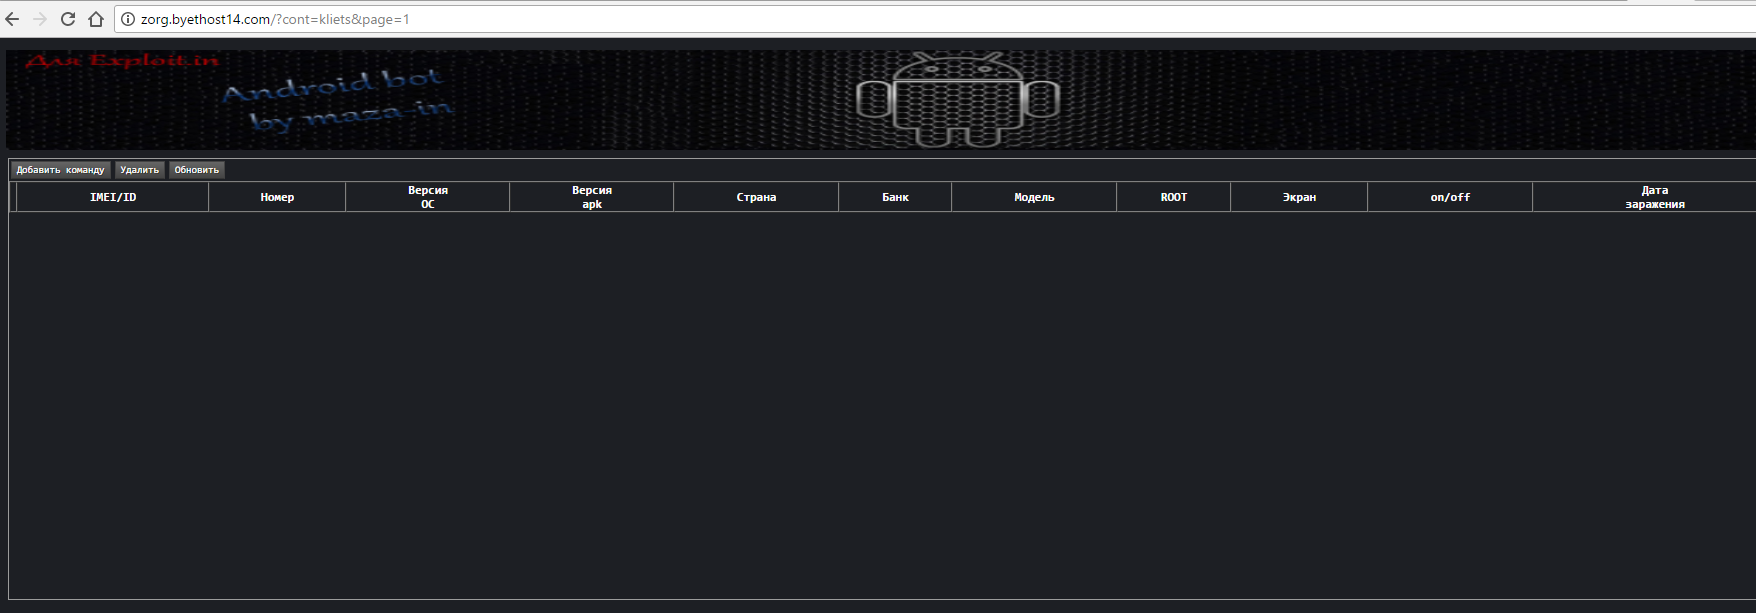 zorg.byethost14.com/?cont=kliets&page=1
Для Exploit.in
Android bot
by maza-in
Добавить команду Удалить Обновить
IMEI/ID Номер Версия ОС Версия apk Страна Банк Модель ROOT Экран on/off Дата заражения